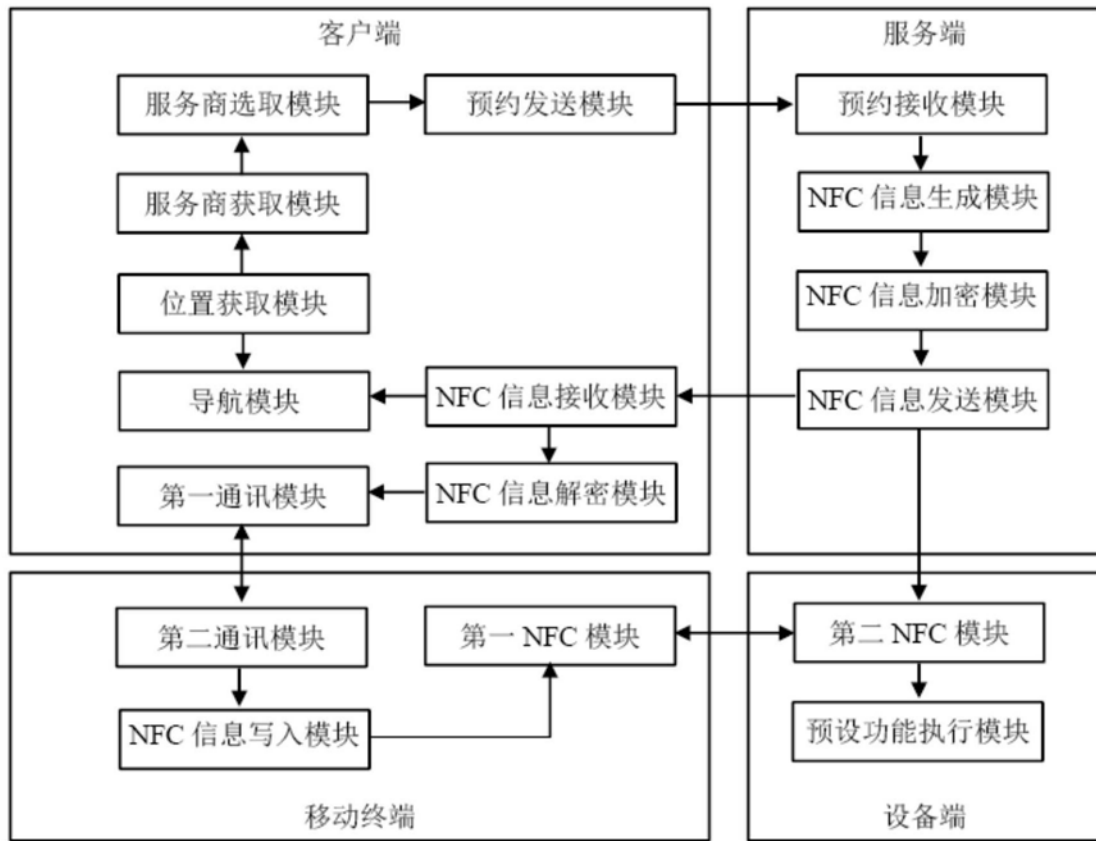 客户端
服务商选取模块
预约发送模块
服务商获取模块
位置获取模块
导航模块
NFC 信息接收模块
第一通讯模块
NFC 信息解密模块
服务端
预约接收模块
NFC 信息生成模块
NFC 信息加密模块
NFC 信息发送模块
第二通讯模块
第一 NFC 模块
NFC 信息写入模块
移动终端
第二 NFC 模块
预设功能执行模块
设备端